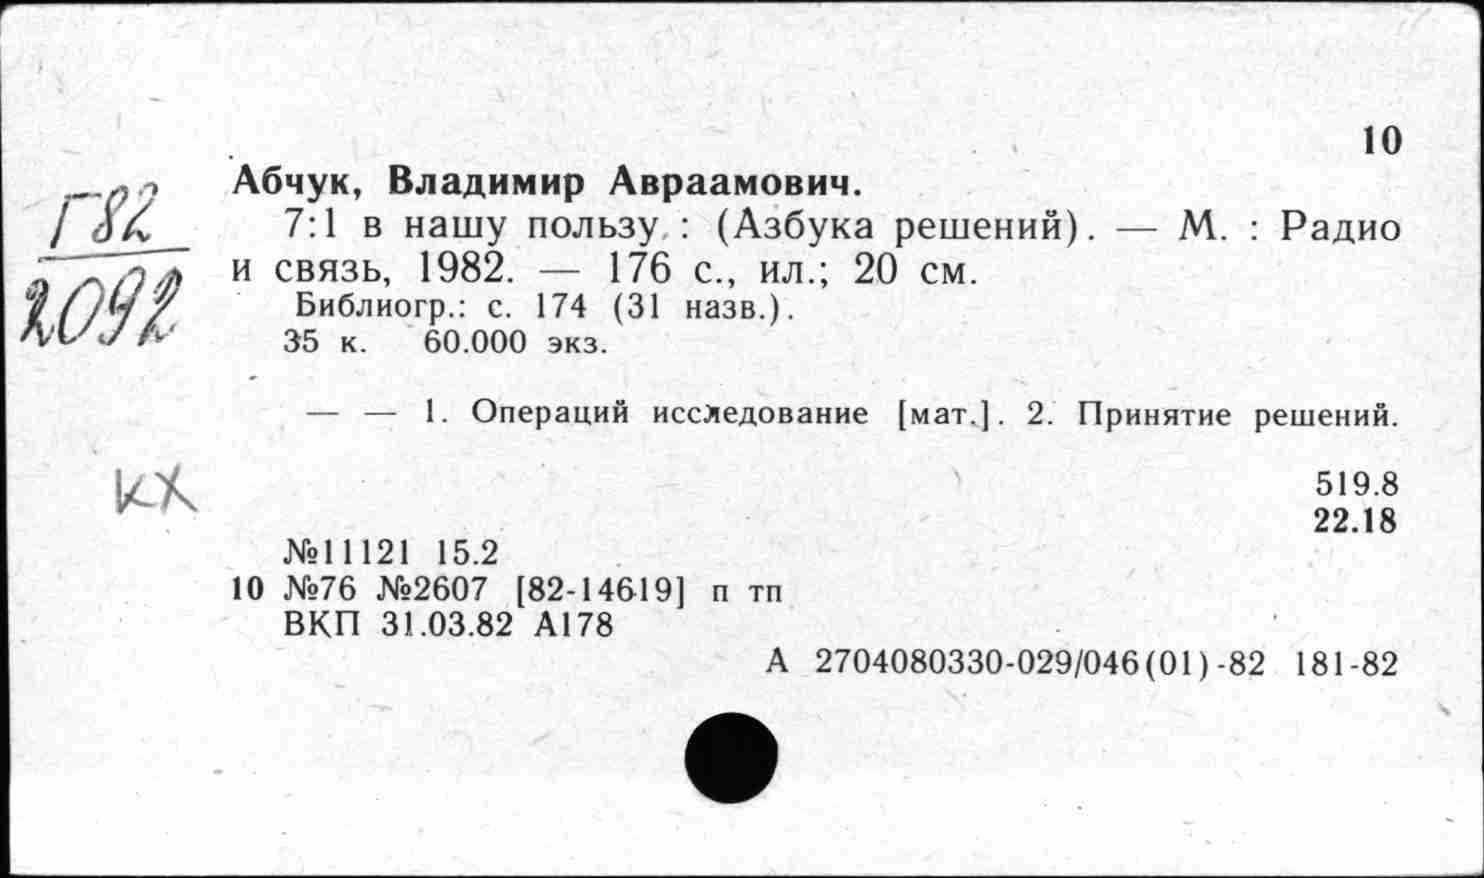 10
Г82
2092
кх
Абчук, Владимир Авраамович.
7:1 в нашу пользу : (Азбука решений). — М. : Радио
и связь, 1982. — 176 с., ил.; 20 см.
Библиогр.: с. 174 (31 назв.).
35 к. 60.000 экз.
— — 1. Операций исследование [мат.]. 2. Принятие решений.
519.8
22.18
№11121 15.2
10 №76 №2607 [82-14619] п тп
ВКП 31.03.82 А178
А 2704080330-029/046(01)-82 181-82